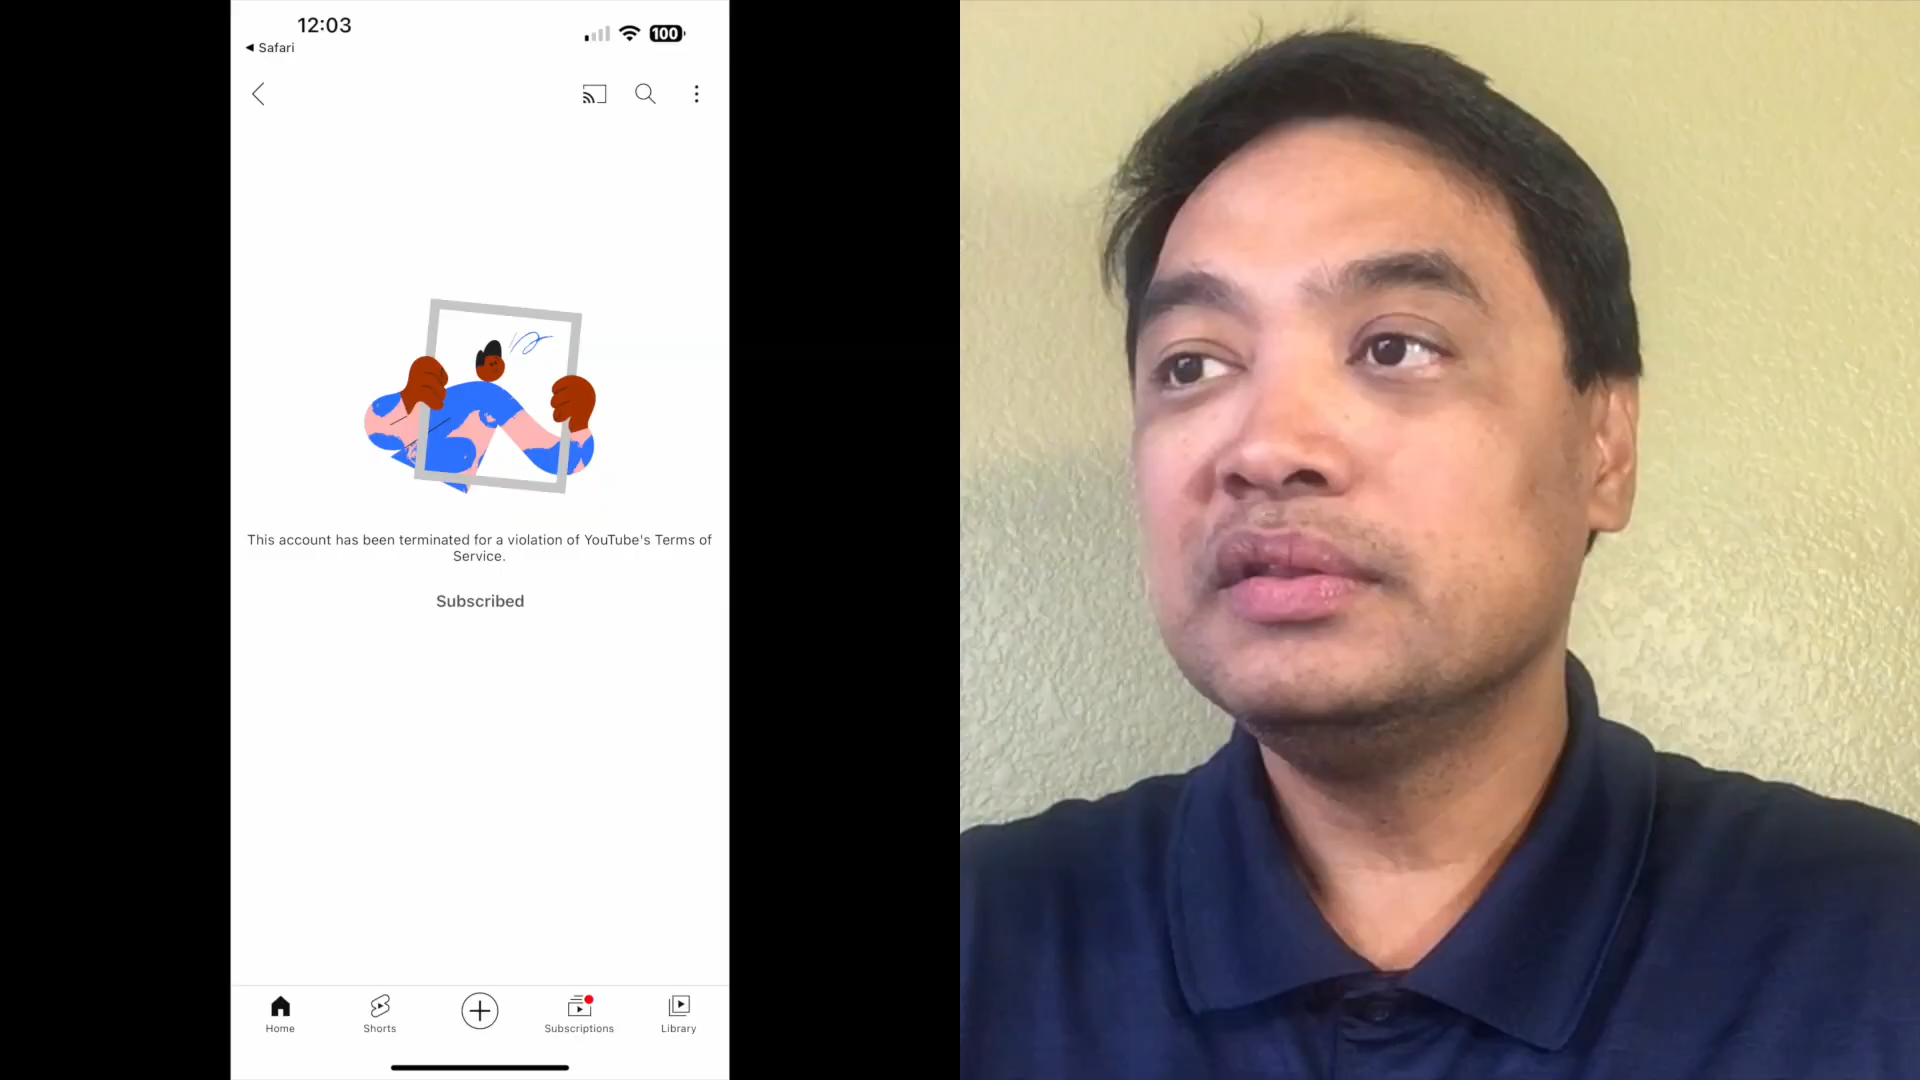 12:03
100
Safari
This account has been terminated for a violation of YouTube's Terms of
Service.
Subscribed
Home
Shorts
Subscriptions
Library